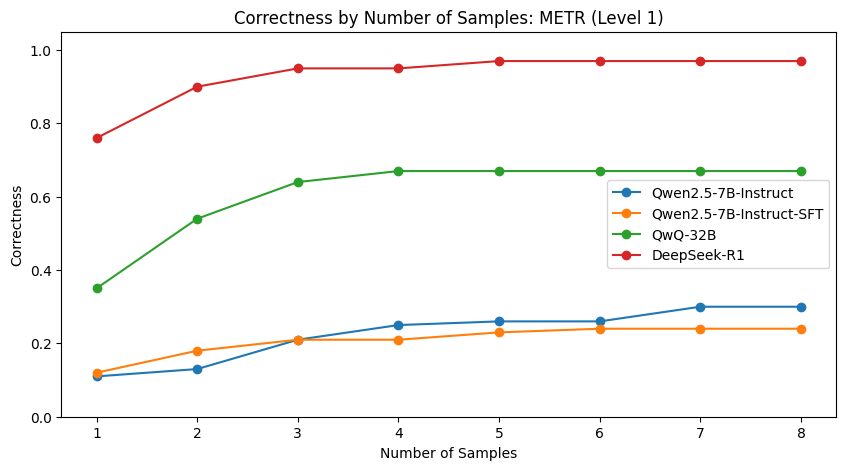 Correctness by Number of Samples: METR (Level 1)
1.0
0.8
0.6
0.4
0.2
0.0
Correctness
Qwen2.5-7B-Instruct
Qwen2.5-7B-Instruct-SFT
QwQ-32B
DeepSeek-R1
1 2 3 4 5 6 7 8
Number of Samples